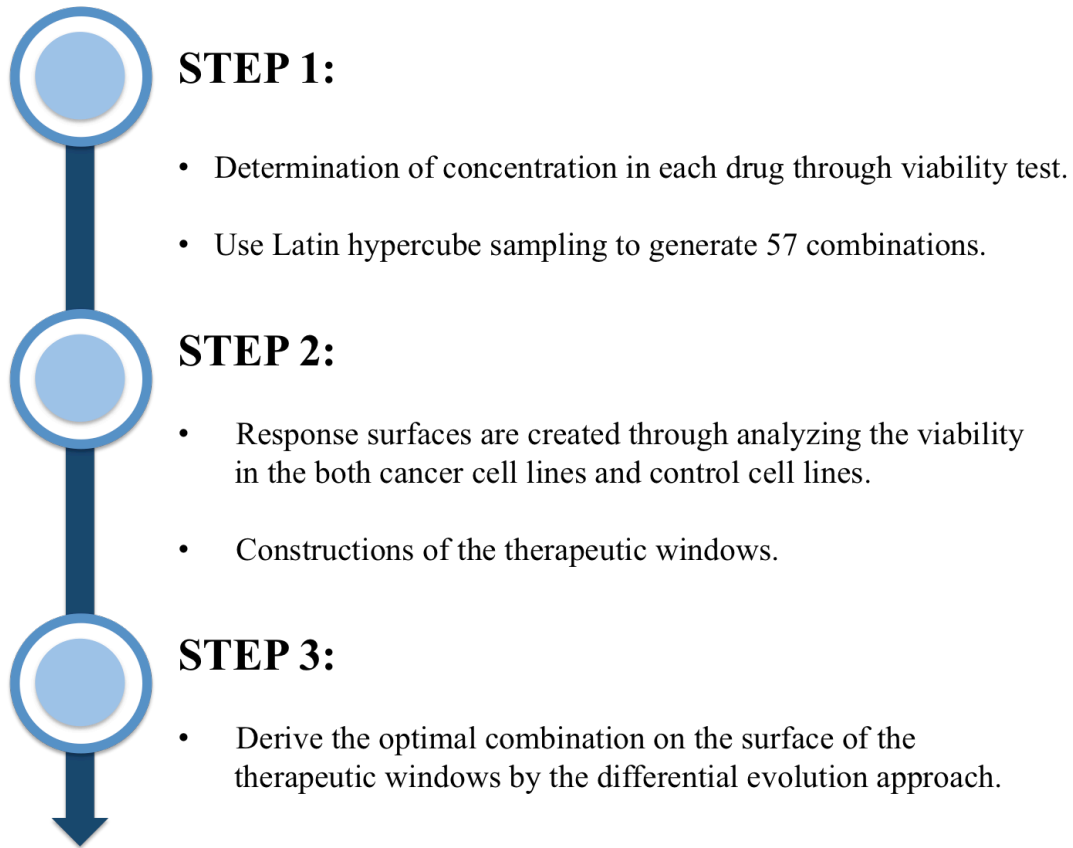 STEP 1:
• Determination of concentration in each drug through viability test.
• Use Latin hypercube sampling to generate 57 combinations.
STEP 2:
• Response surfaces are created through analyzing the viability
in the both cancer cell lines and control cell lines.
• Constructions of the therapeutic windows.
STEP 3:
• Derive the optimal combination on the surface of the
therapeutic windows by the differential evolution approach.